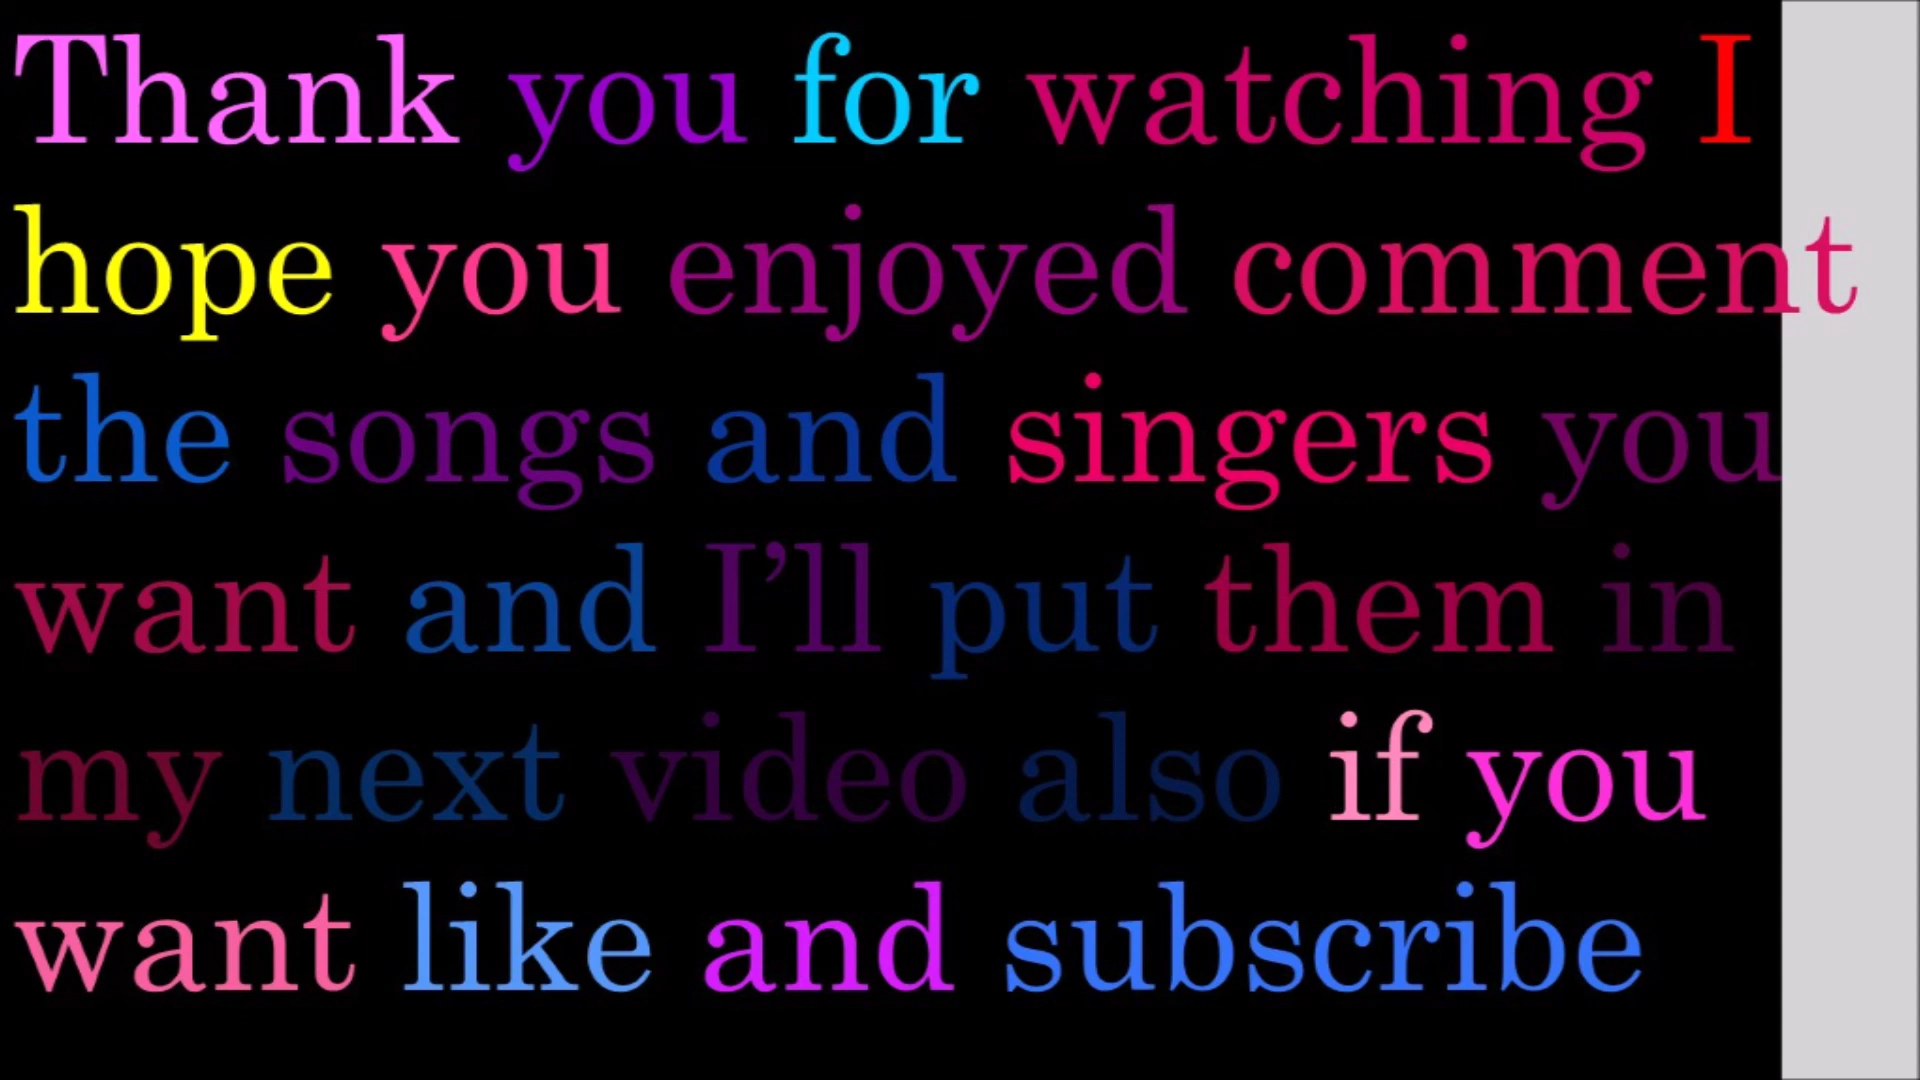 Thank you for watching I
hope you enjoyed comment
the songs and singers you
want and I’ll put them in
my next video also if you
want like and subscribe